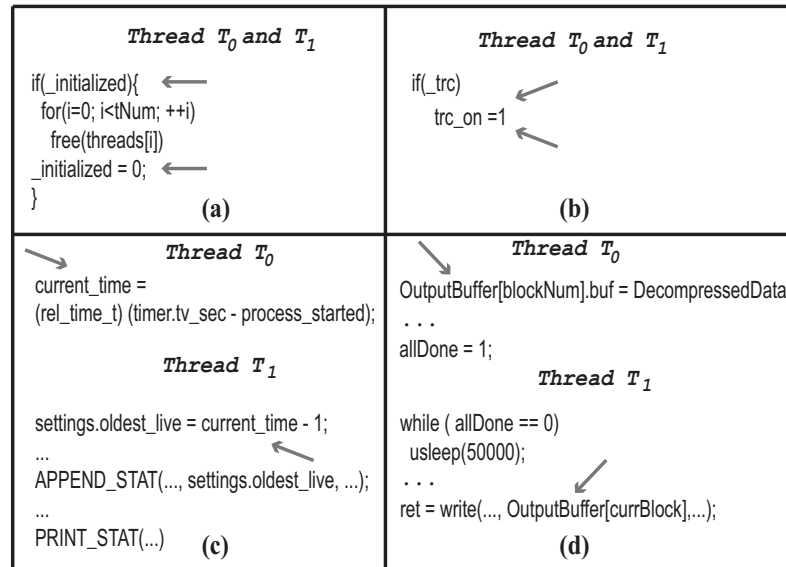 Thread T0 and T1
if(_initialized){
for(i=0; i<tNum; ++i)
free(threads[i])
_initialized = 0;
}
(a)
Thread T0 and T1
if(_trc)
trc_on =1
(b)
Thread T0
current_time =
(rel_time_t) (timer.tv_sec - process_started);
Thread T1
settings.oldest_live = current_time - 1;
...
APPEND_STAT(..., settings.oldest_live, ...);
...
PRINT_STAT(...)
(c)
Thread T0
OutputBuffer[blockNum].buf = DecompressedData
. . .
allDone = 1;
Thread T1
while ( allDone == 0)
usleep(50000);
. . .
ret = write(..., OutputBuffer[currBlock],...);
(d)